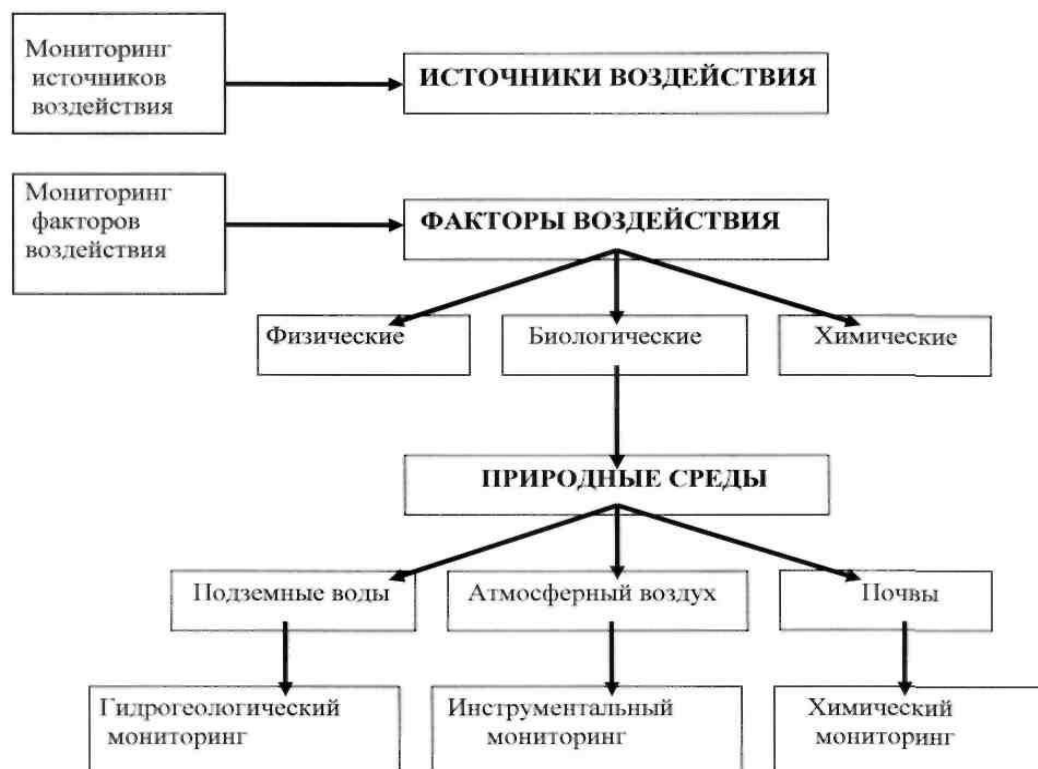 Мониторинг
источников
воздействия
ИСТОЧНИКИ ВОЗДЕЙСТВИЯ
Мониторинг
факторов
воздействия
ФАКТОРЫ ВОЗДЕЙСТВИЯ
Физические
Биологические
Химические
ПРИРОДНЫЕ СРЕДЫ
Подземные воды
Атмосферный воздух
Почвы
Гидрогеологический
мониторинг
Инструментальный
мониторинг
Химический
мониторинг